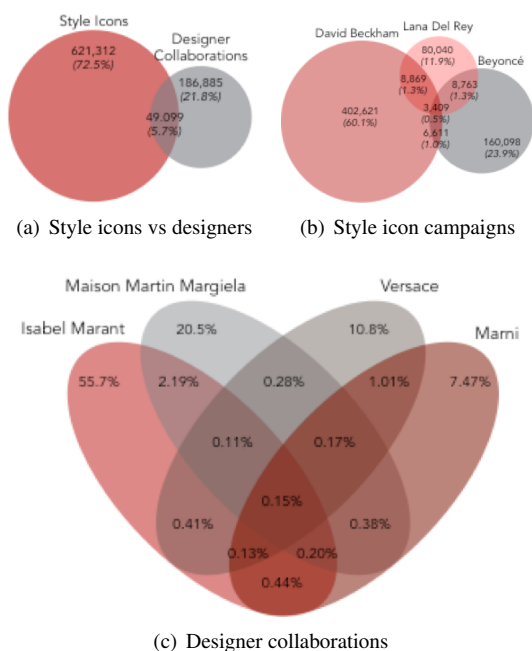 Style Icons
621,312
(72.5%)
Designer
Collaborations
186,885
(21.8%)
49,099
(5.7%)
(a) Style icons vs designers
David Beckham
Lana Del Rey
Beyoncé
80,040
(11.9%)
8,869
(1.3%)
8,763
(1.3%)
402,621
(60.1%)
3,409
(0.5%)
6,611
(1.0%)
160,098
(23.9%)
(b) Style icon campaigns
Maison Martin Margiela
Versace
Isabel Marant
Marni
20.5%
10.8%
55.7%
2.19%
0.28%
1.01%
7.47%
0.11%
0.17%
0.15%
0.41%
0.38%
0.13%
0.20%
0.44%
(c) Designer collaborations